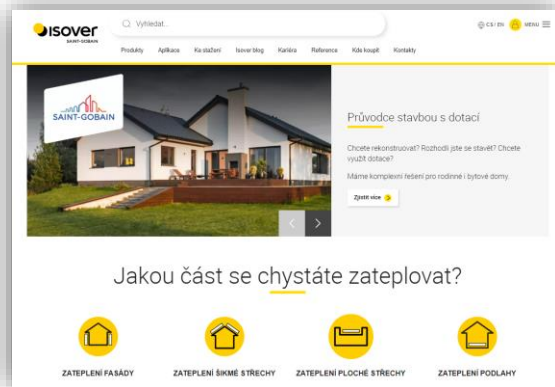 isover
SAINT-GOBAIN
Vyhledat...
CS / EN
MENU
Produkty Aplikace Ke stažení Isover blog Kariéra Reference Kde koupit Kontakty
SAINT-GOBAIN
Průvodce stavbou s dotací
Chcete rekonstruovat? Rozhodli jste se stavět? Chcete
využít dotace?
Máme komplexní řešení pro rodinné i bytové domy.
Zjistit více
Jakou část se chystáte zateplovat?
ZATEPLENÍ FASÁDY ZATEPLENÍ ŠIKMÉ STŘECHY ZATEPLENÍ PLOCHÉ STŘECHY ZATEPLENÍ PODLAHY